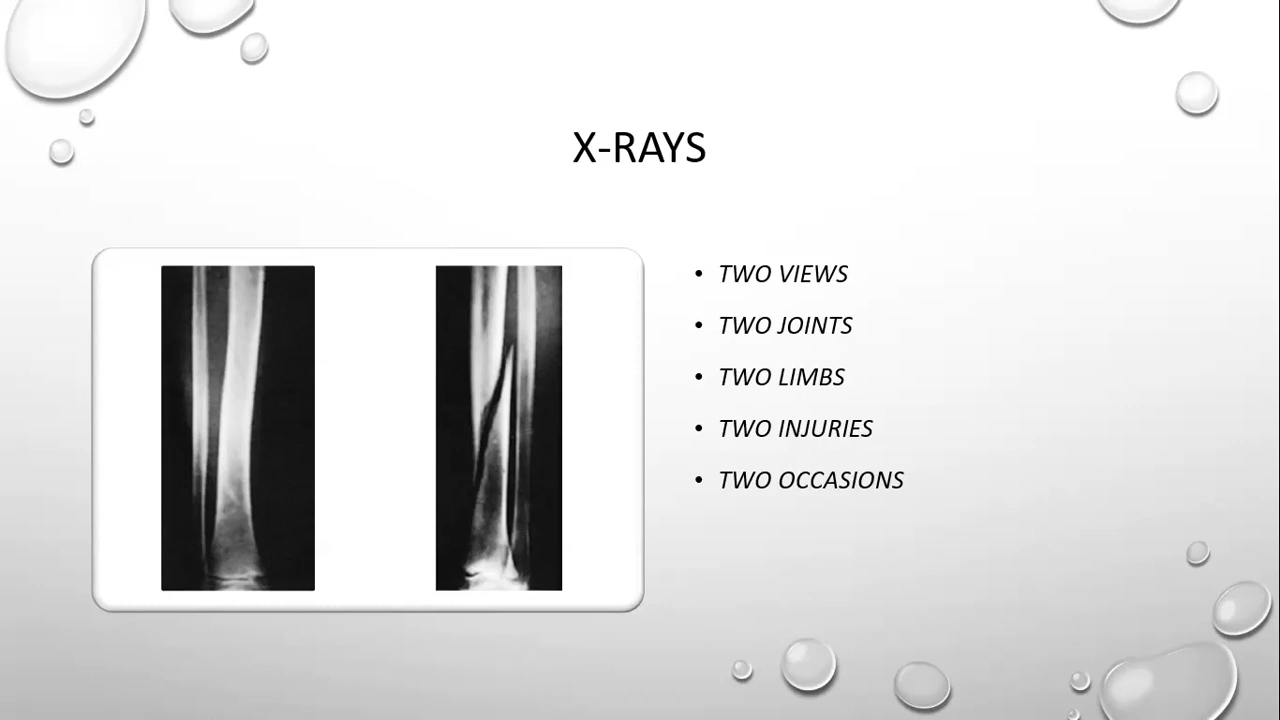 X-RAYS
• TWO VIEWS
• TWO JOINTS
• TWO LIMBS
• TWO INJURIES
• TWO OCCASIONS